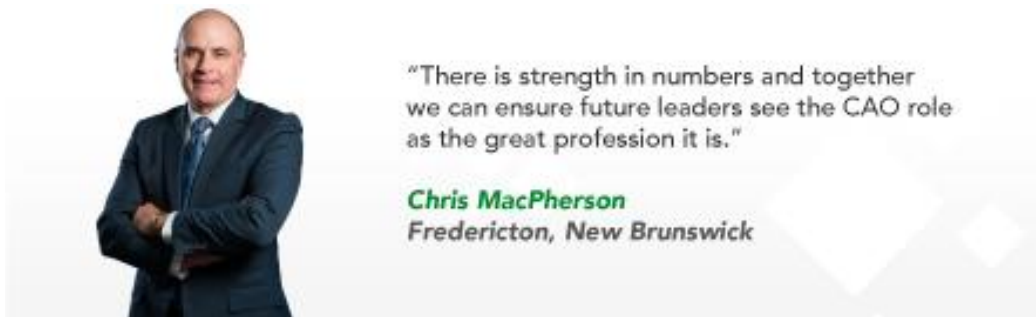 “There is strength in numbers and together
we can ensure future leaders see the CAO role
as the great profession it is.”
Chris MacPherson
Fredericton, New Brunswick